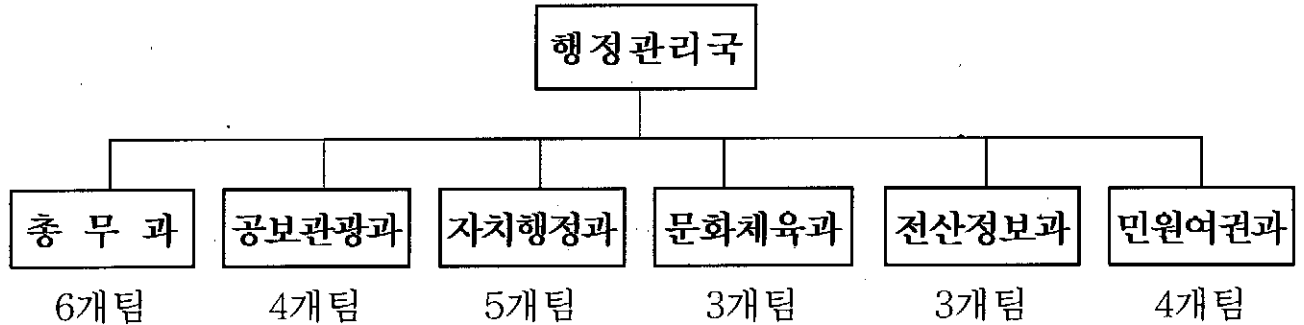 행정관리국
총 무 과 공보관광과 자치행정과 문화체육과 전산정보과 민원여권과
6개팀 4개팀 5개팀 3개팀 3개팀 4개팀